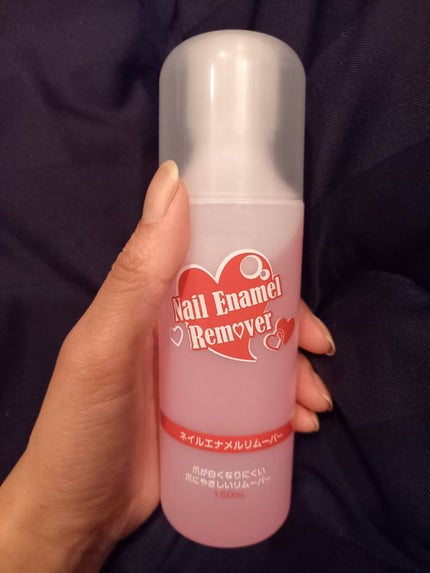 Nail Enamel
Remover
ネイルエナメルリムーバー
爪が白くなりにくい
爪にやさしいリムーバー
150mL